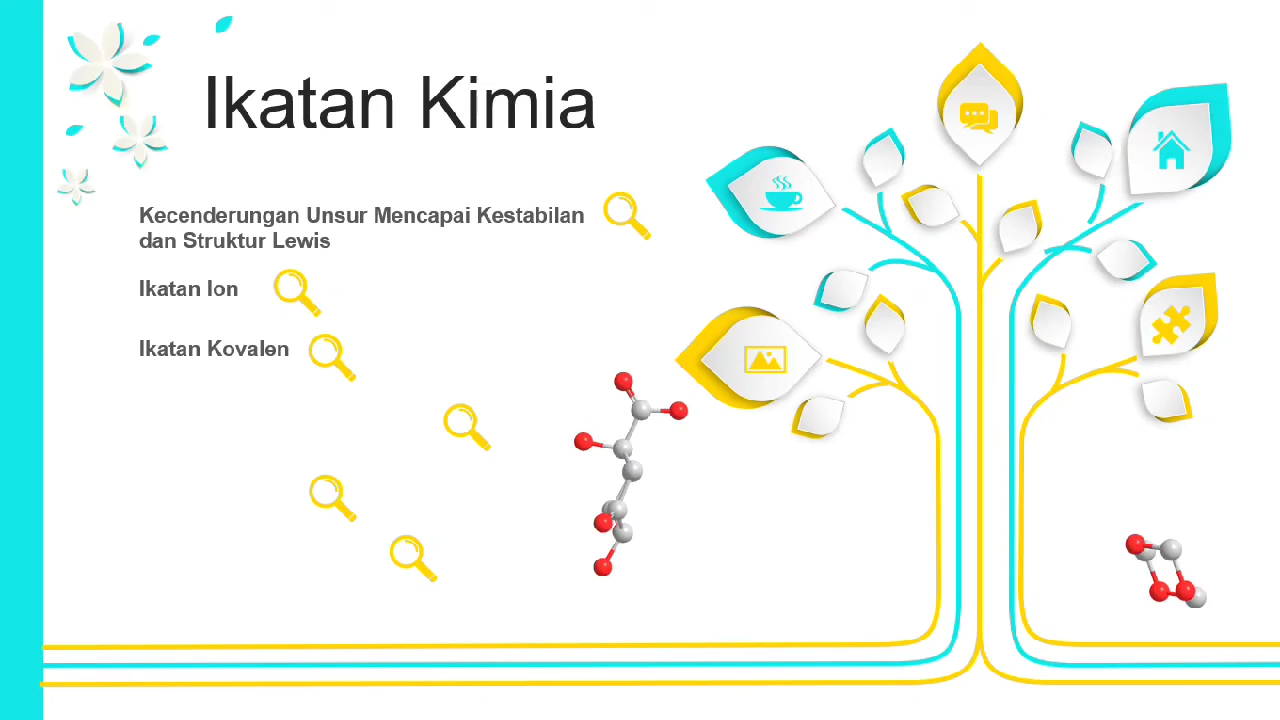 Ikatan Kimia
Kecenderungan Unsur Mencapai Kestabilan
dan Struktur Lewis
Ikatan Ion
Ikatan Kovalen